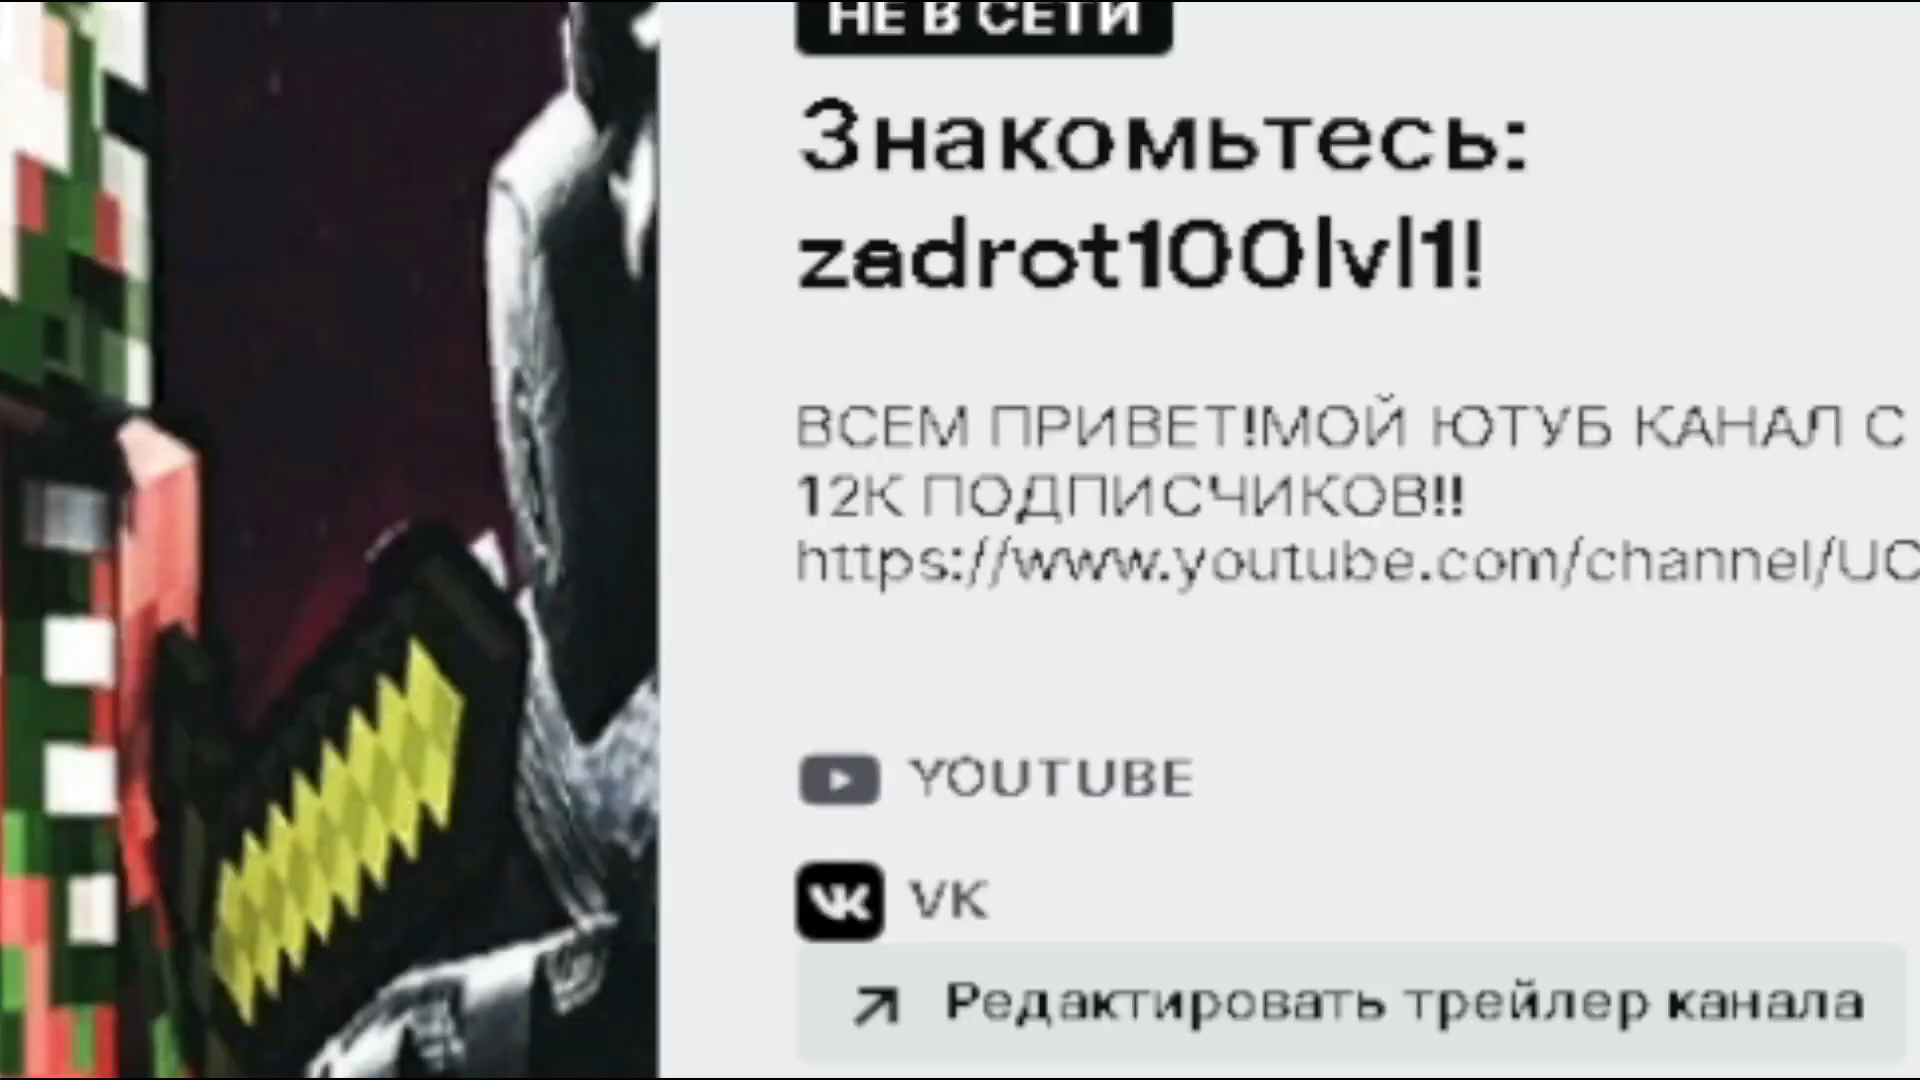 НЕ В СЕТИ
Знакомьтесь:
zadrot100lvl1!
ВСЕМ ПРИВЕТ!МОЙ ЮТУБ КАНАЛ С
12К ПОДПИСЧИКОВ!!
https://www.youtube.com/channel/UC
YOUTUBE
VK
Редактировать трейлер канала